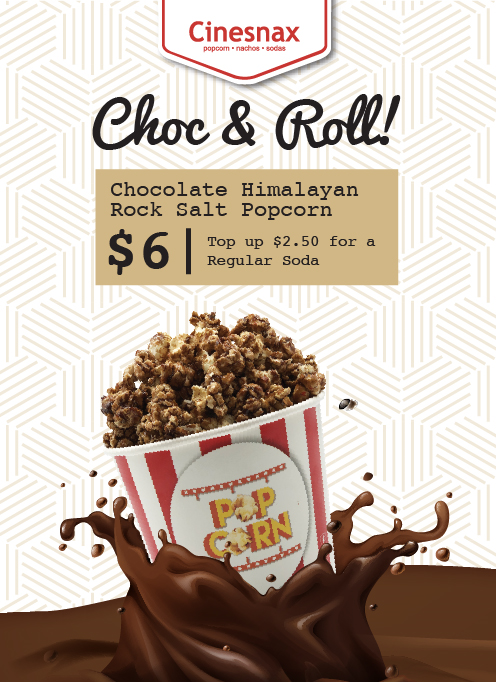 Cinesnax
popcorn • nachos • sodas
Choc & Roll!
Chocolate Himalayan
Rock Salt Popcorn
$6
Top up $2.50 for a
Regular Soda
POP
CORN